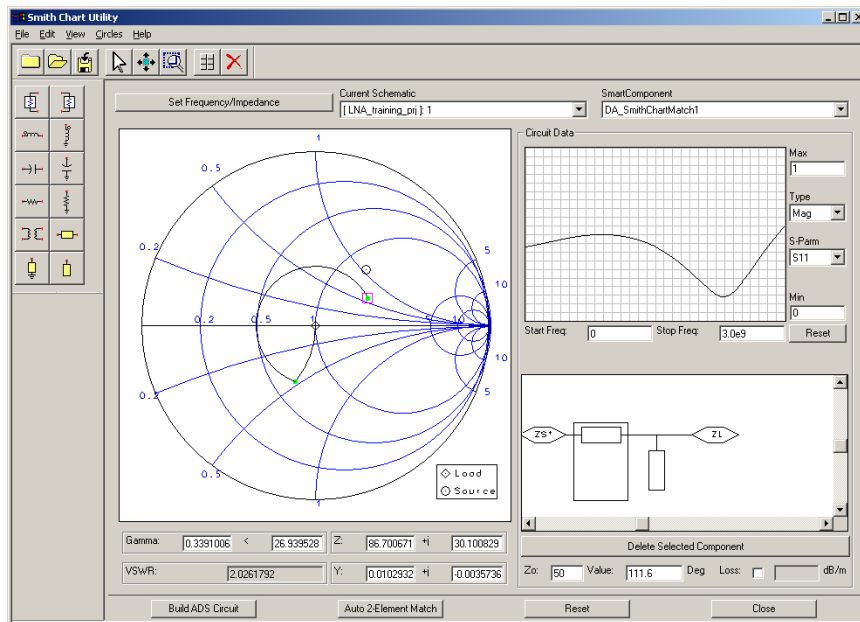 Smith Chart Utility
File Edit View Circles Help
Set Frequency/Impedance
Current Schematic
[ LNA_training_prj ]: 1
SmartComponent
DA_SmithChartMatch1
Circuit Data
1
0.5
0.2
5
10
0.2 0.5 1 5 10
10
5
0.2
0.5
1
Load
Source
Max
1
Type
Mag
S-Parm
S11
Min
0
Start Freq: 0 Stop Freq: 3.0e9 Reset
ZS* ZL
Delete Selected Component
Gamma: 0.3391006 < 26.939528 Z: 86.700671 +j 30.100829
VSWR: 2.0261792 Y: 0.0102932 +j -0.0035736
Zo: 50 Value: 111.6 Deg Loss: dB/m
Build ADS Circuit Auto 2-Element Match Reset Close